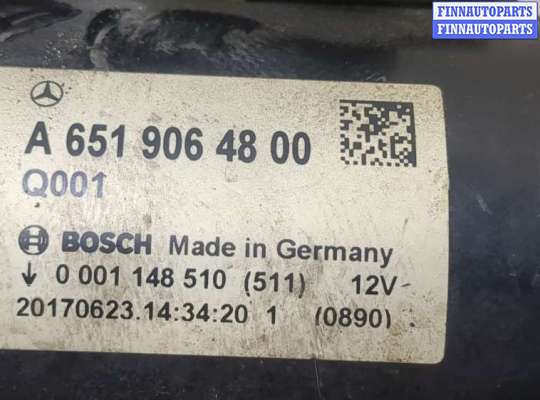 FINNAUTOPARTS
FINNAUTOPARTS
A 651 906 48 00
Q001
BOSCH Made in Germany
↓ 0 001 148 510 (511) 12V
20170623.14:34:20 1 (0890)